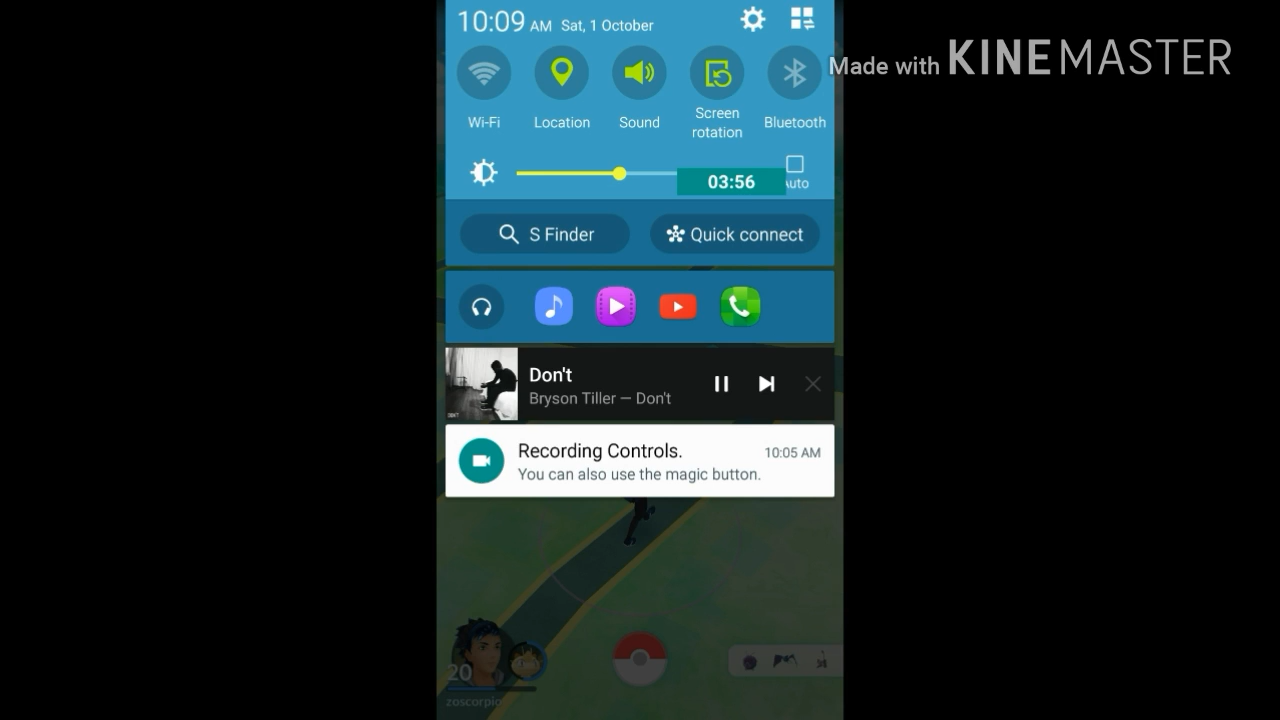 10:09 AM Sat, 1 October
Made with KINEMASTER
Wi-Fi
Location
Sound
Screen
rotation
Bluetooth
03:56
uto
S Finder
Quick connect
Don't
Bryson Tiller — Don't
Recording Controls.
10:05 AM
You can also use the magic button.
20
zoscorpio